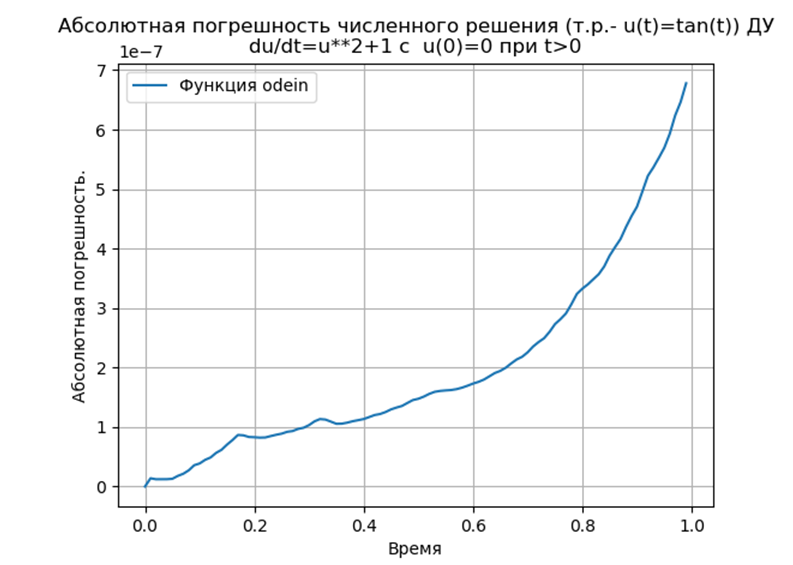 Абсолютная погрешность численного решения (т.р.- u(t)=tan(t)) ДУ
du/dt=u**2+1 с  u(0)=0 при t>0
1e−7
Функция odein
7
6
5
4
3
2
1
0
Абсолютная погрешность.
0.0 0.2 0.4 0.6 0.8 1.0
Время